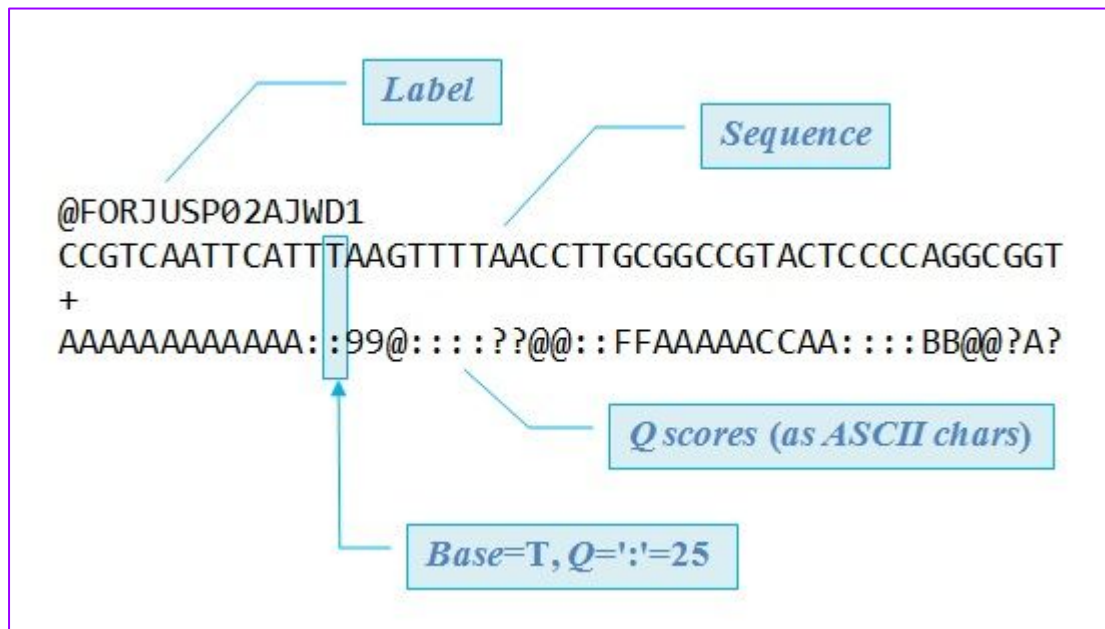 Label
Sequence
@FORJUSP02AJWD1
CCGTCAATTCATTTAAGTTTTAACCTTGCGGCCGTACTCCCCAGGCGGT
+
AAAAAAAAAAAA::99@::::??@@::FFAAAAACCAA::::BB@@?A?
Q scores (as ASCII chars)
Base=T, Q=':'=25